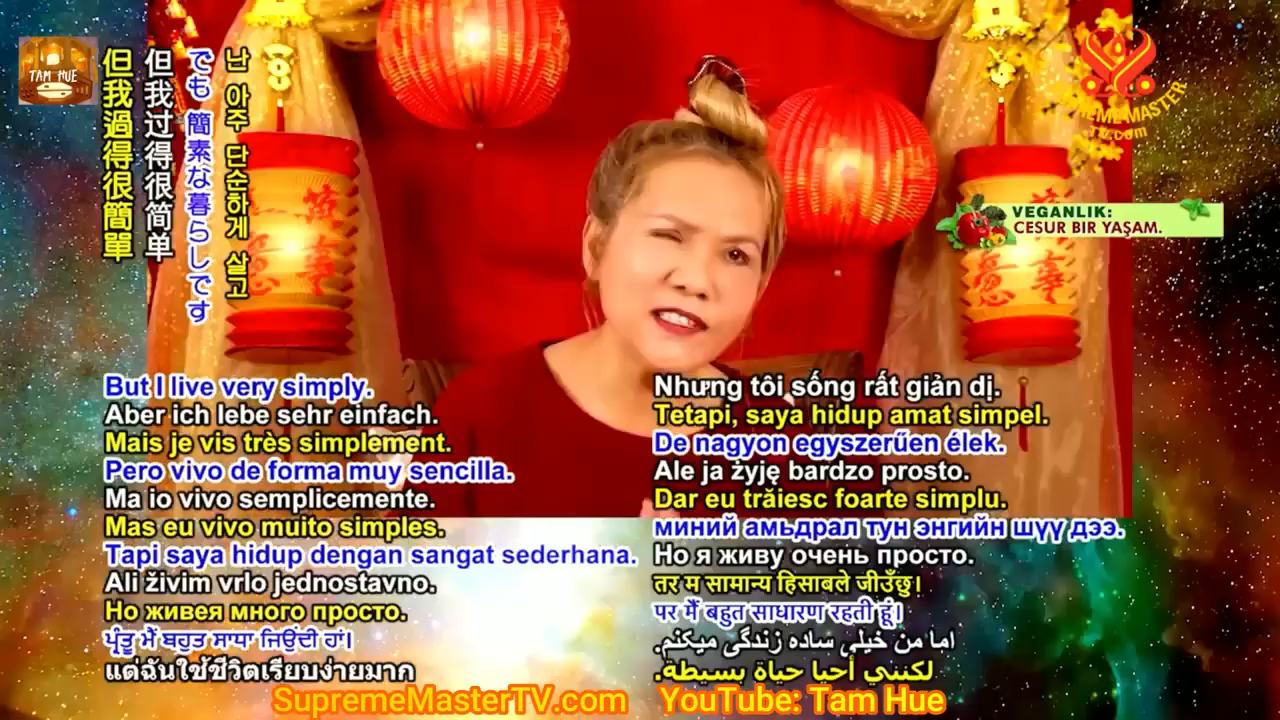 TAM HUE
但我過得很簡單
但我过得很简单
でも 簡素な暮らしです
난 아주 단순하게 살고
SUPREME MASTER
TV.com
VEGANLIK:
CESUR BIR YAŞAM.
But I live very simply.
Aber ich lebe sehr einfach.
Mais je vis très simplement.
Pero vivo de forma muy sencilla.
Ma io vivo semplicemente.
Mas eu vivo muito simples.
Tapi saya hidup dengan sangat sederhana.
Ali živim vrlo jednostavno.
Но живея много просто.
ਪ੍ਰੰਤੂ ਮੈਂ ਬਹੁਤ ਸਾਧਾ ਜਿਉਂਦੀ ਹਾਂ।
แต่ฉันใช้ชีวิตเรียบง่ายมาก
Nhưng tôi sống rất giản dị.
Tetapi, saya hidup amat simpel.
De nagyon egyszerűen élek.
Ale ja żyję bardzo prosto.
Dar eu trăiesc foarte simplu.
миний амьдрал тун энгийн шүү дээ.
Но я живу очень просто.
तर म सामान्य हिसाबले जीउँछु।
पर मैं बहुत साधारण रहती हूं।
اما من خیلی ساده زندگی میکنم.
لكنني أحيا حياة بسيطة.
SupremeMasterTV.com YouTube: Tam Hue